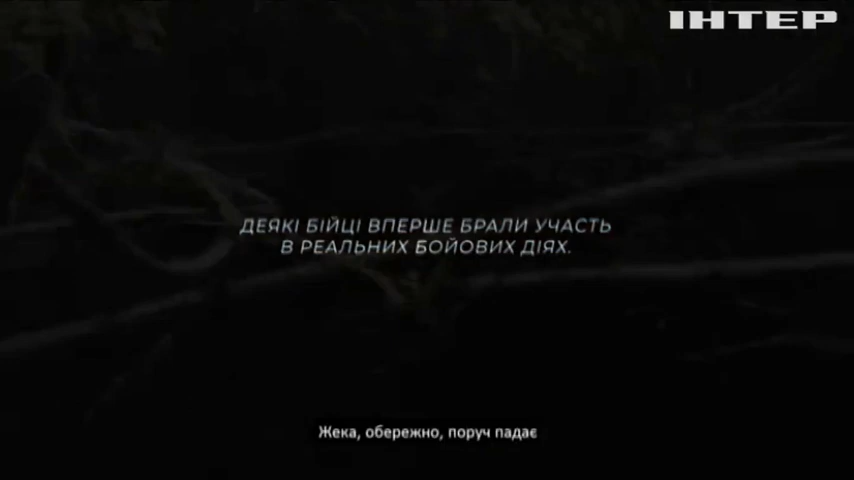 ІНТЕР
ДЕЯКІ БІЙЦІ ВПЕРШЕ БРАЛИ УЧАСТЬ
В РЕАЛЬНИХ БОЙОВИХ ДІЯХ.
Жека, обережно, поруч падає